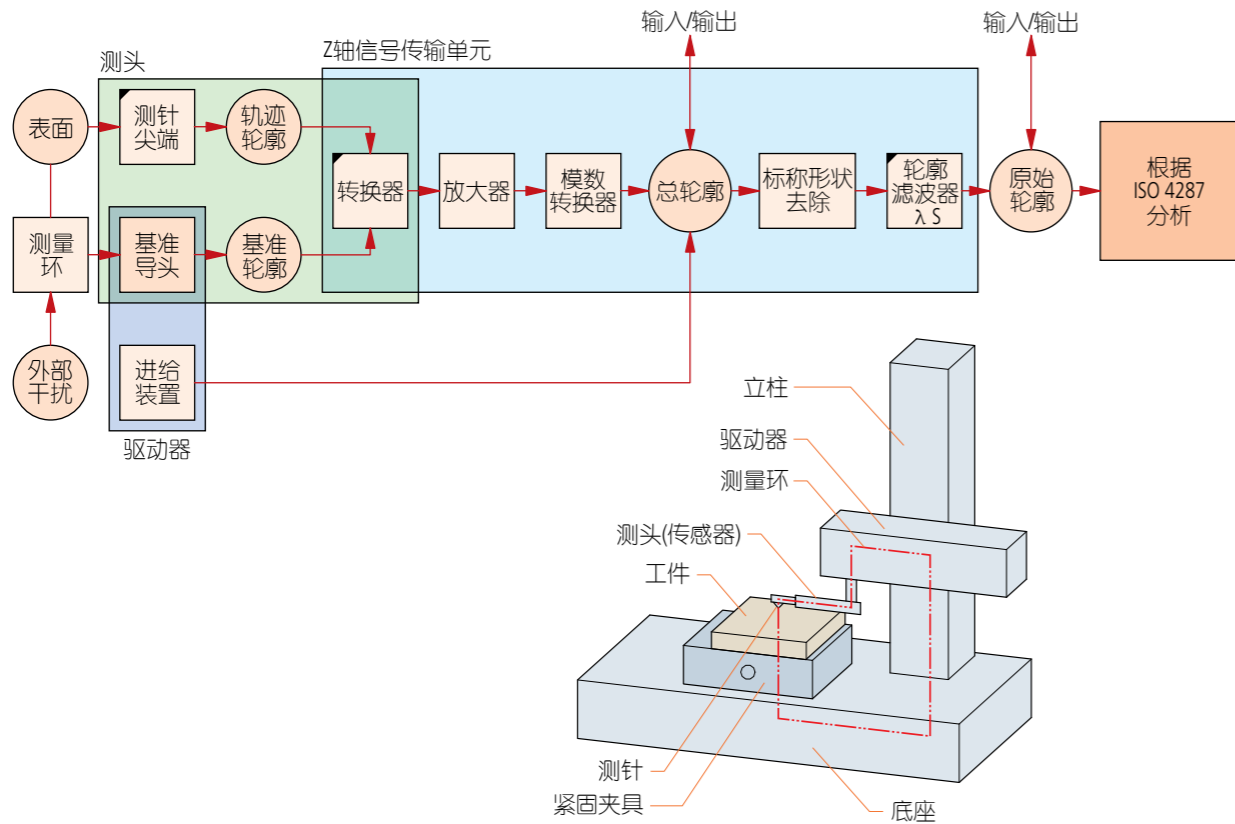 输入/输出
输入/输出
Z轴信号传输单元
测头
表面
测针
尖端
轨迹
轮廓
转换器
放大器
模数
转换器
总轮廓
标称形状
去除
轮廓
滤波器
λ S
原始
轮廓
根据
ISO 4287
分析
测量
环
基准
导头
基准
轮廓
外部
干扰
进给
装置
驱动器
立柱
驱动器
测量环
测头(传感器)
工件
测针
紧固夹具
底座